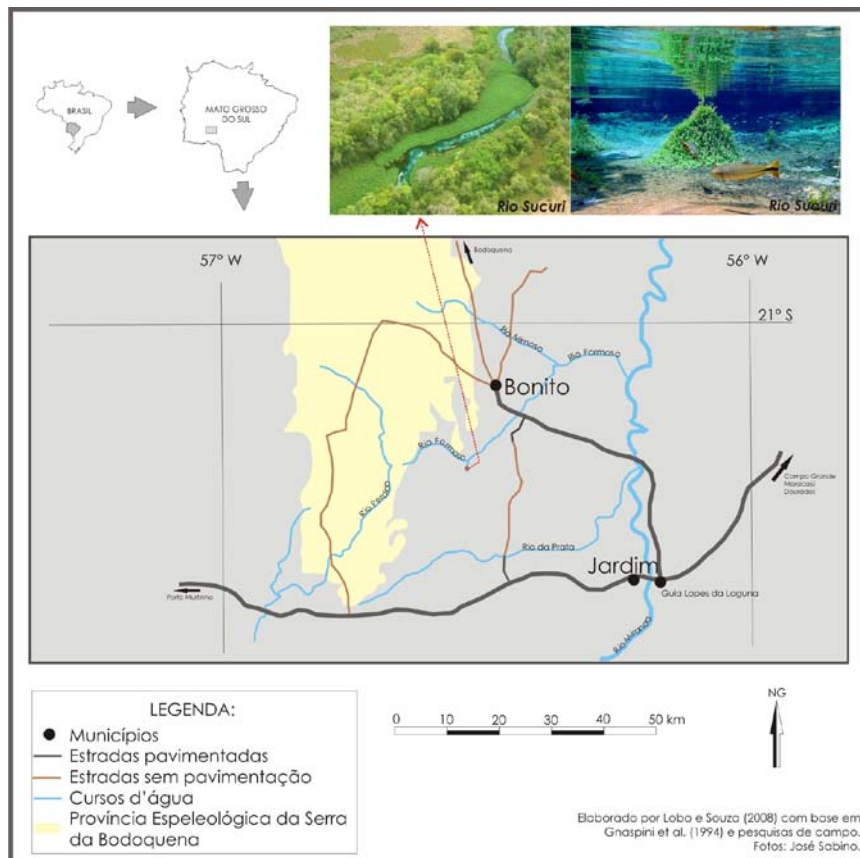 BRASIL
MATO GROSSO
DO SUL
Rio Sucuri
Rio Sucuri
57° W
56° W
21° S
Bodoquena
Rio Mimoso
Rio Formoso
Bonito
Rio Formoso
Rio Perdido
Campo Grande
Maracaju
Dourados
Rio da Prata
Jardim
Guia Lopes da Laguna
Porto Murtinho
Rio Miranda
NG
LEGENDA:
Municípios
Estradas pavimentadas
Estradas sem pavimentação
Cursos d'água
Província Espeleológica da Serra
da Bodoquena
0 10 20 30 40 50 km
Elaborado por Lobo e Souza (2008) com base em
Gnaspini et al. (1994) e pesquisas de campo.
Fotos: José Sabino.